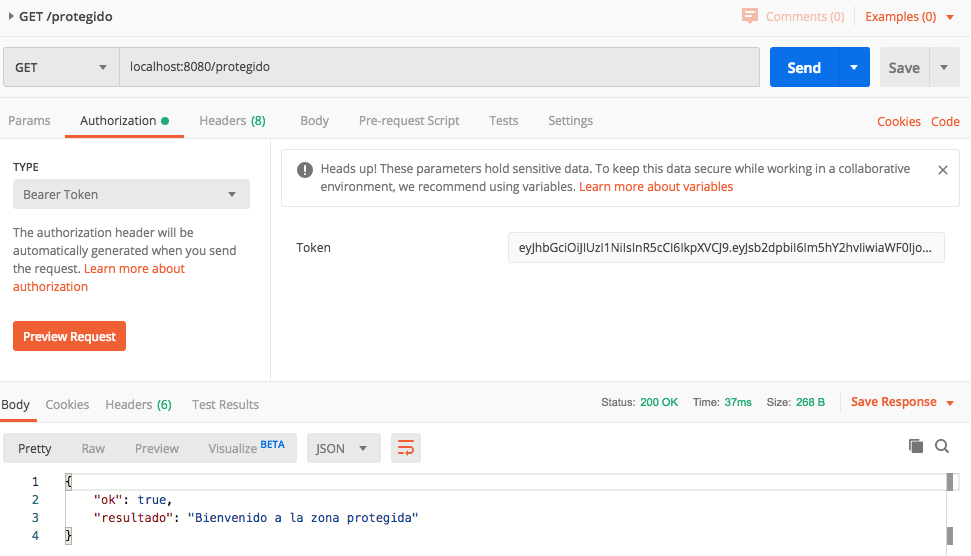 GET /protegido
Comments (0)
Examples (0)
GET
localhost:8080/protegido
Send
Save
Params
Authorization
Headers (8)
Body
Pre-request Script
Tests
Settings
Cookies
Code
TYPE
Bearer Token
The authorization header will be
automatically generated when you send
the request. Learn more about
authorization
Preview Request
Heads up! These parameters hold sensitive data. To keep this data secure while working in a collaborative
environment, we recommend using variables. Learn more about variables
Token
Body
Cookies
Headers (6)
Test Results
Status: 200 OK
Time: 37ms
Size: 268 B
Save Response
Pretty
Raw
Preview
Visualize BETA
JSON
1 {
2 "ok": true,
3 "resultado": "Bienvenido a la zona protegida"
4 }